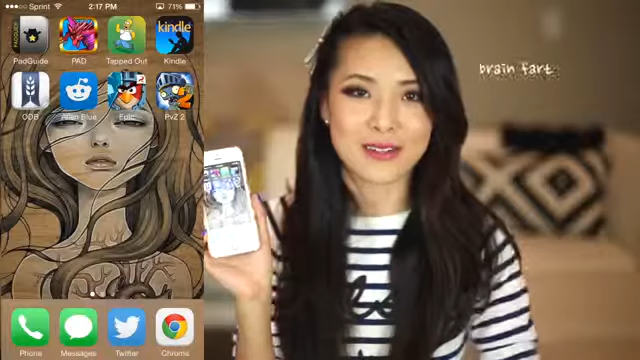 Sprint 2:17 PM 71%
PadGuide PAD Tapped Out Kindle
ODB Alien Blue Epic PvZ 2
Phone Messages Twitter Chrome
kindle
brain fart